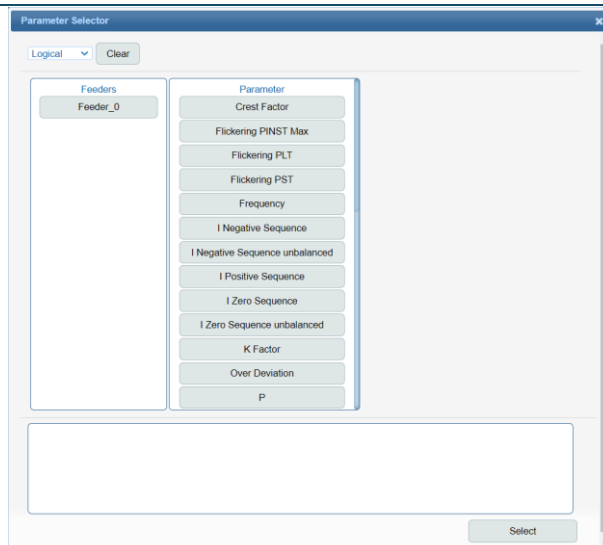 Parameter Selector
Logical Clear
Feeders
Feeder_0
Parameter
Crest Factor
Flickering PINST Max
Flickering PLT
Flickering PST
Frequency
I Negative Sequence
I Negative Sequence unbalanced
I Positive Sequence
I Zero Sequence
I Zero Sequence unbalanced
K Factor
Over Deviation
P
Select